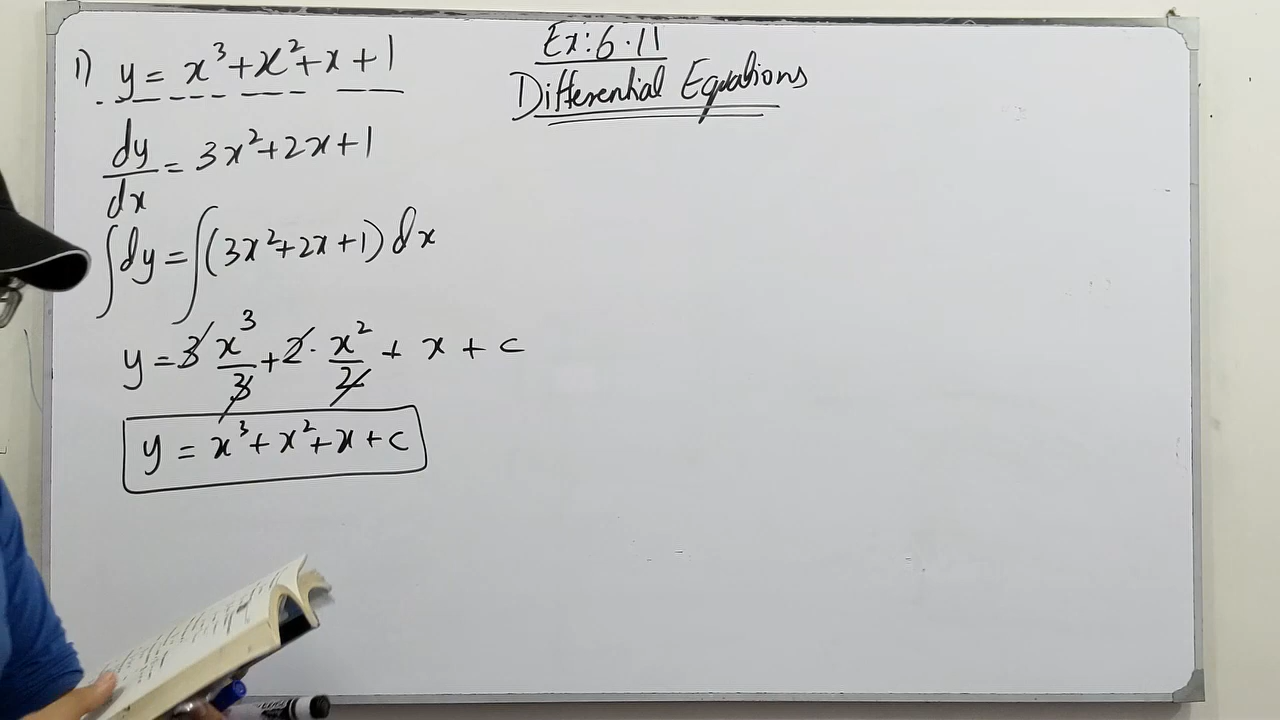 Ex: 6.11
Differential Equations
1) y = x³+x²+x+1
dy/dx = 3x²+2x+1
∫dy = ∫(3x²+2x+1) dx
y = 3 x³/3 + 2· x²/2 + x + c
y = x³+x²+x+c